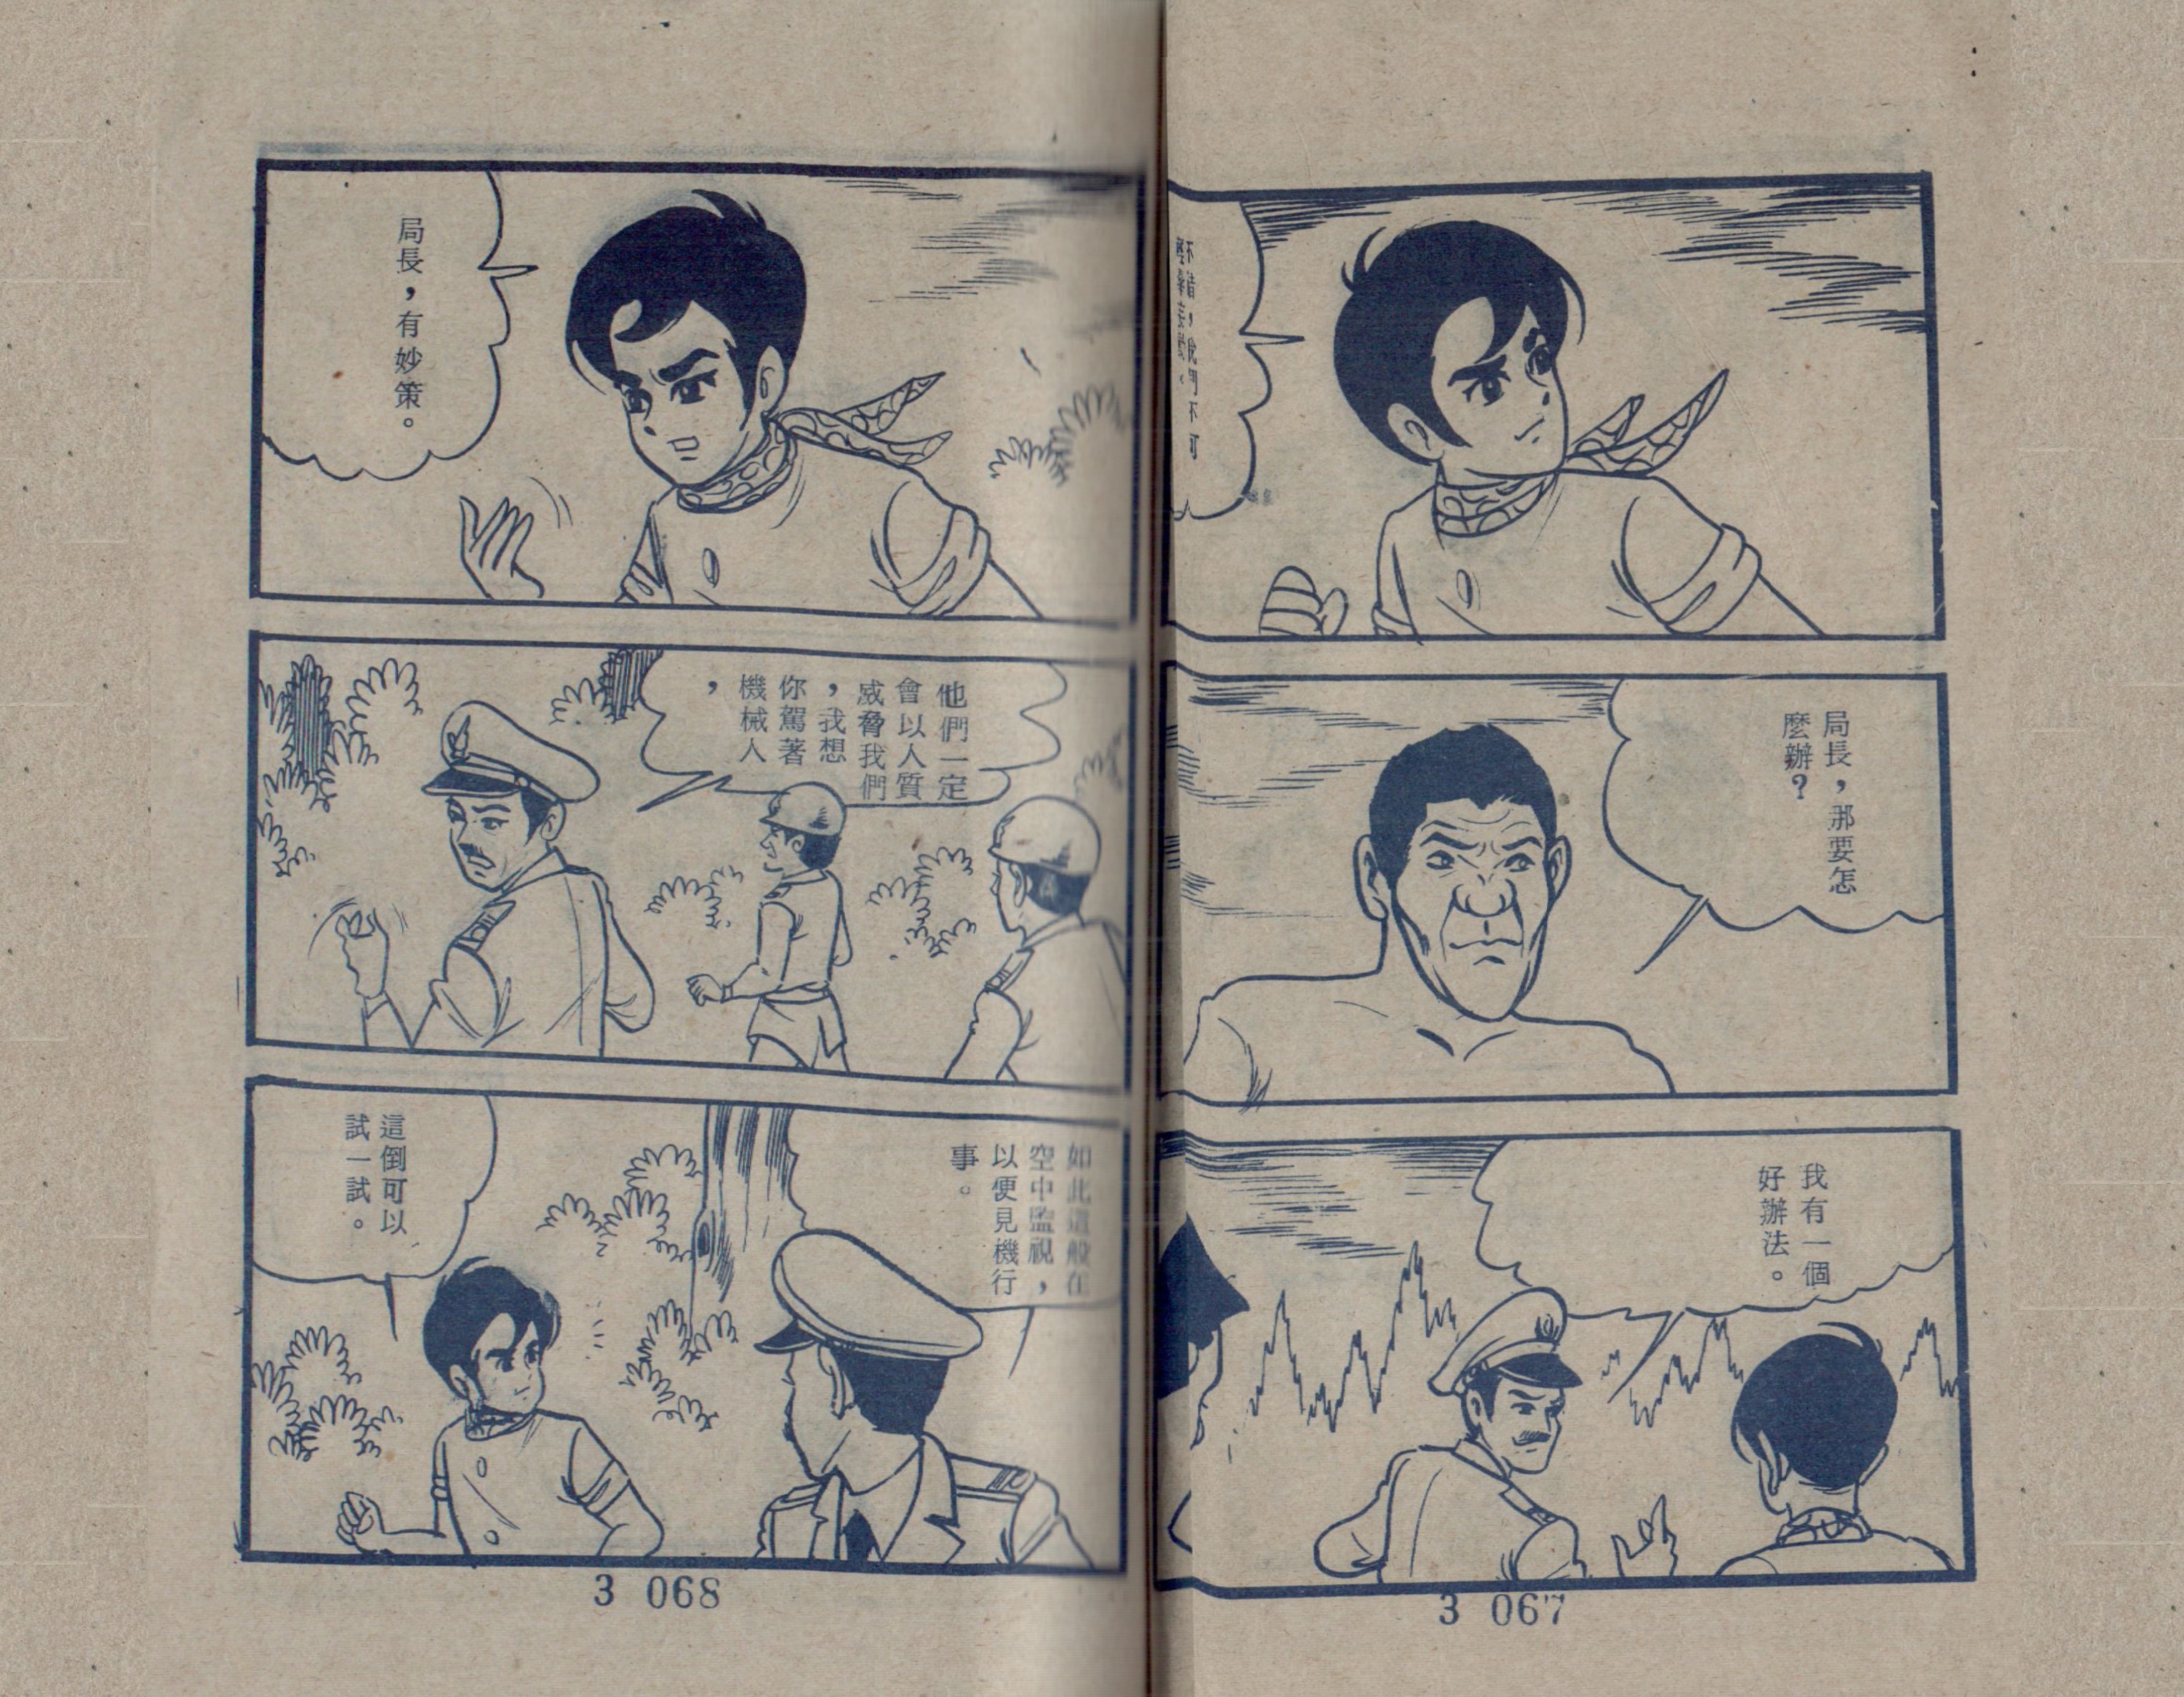 不錯，我們不可
局長，那要怎
麼辦？
我有一個
好辦法。
3 067
局長，有妙策。
他們一定
會以人質
威脅我們
，我想
你駕著
機械人
，
如此這般在
空中監視，
以便見機行
事。
這倒可以
試一試。
3 068